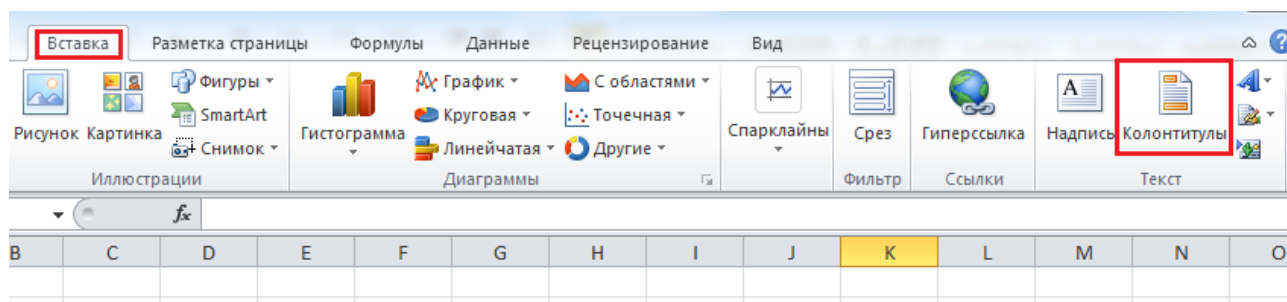 Вставка Разметка страницы Формулы Данные Рецензирование Вид
Фигуры График С областями
SmartArt Круговая Точечная
Рисунок Картинка Снимок Гистограмма Линейчатая Другие Спарклайны Срез Гиперссылка Надпись Колонтитулы
Иллюстрации Диаграммы Фильтр Ссылки Текст
fx
B C D E F G H I J K L M N O